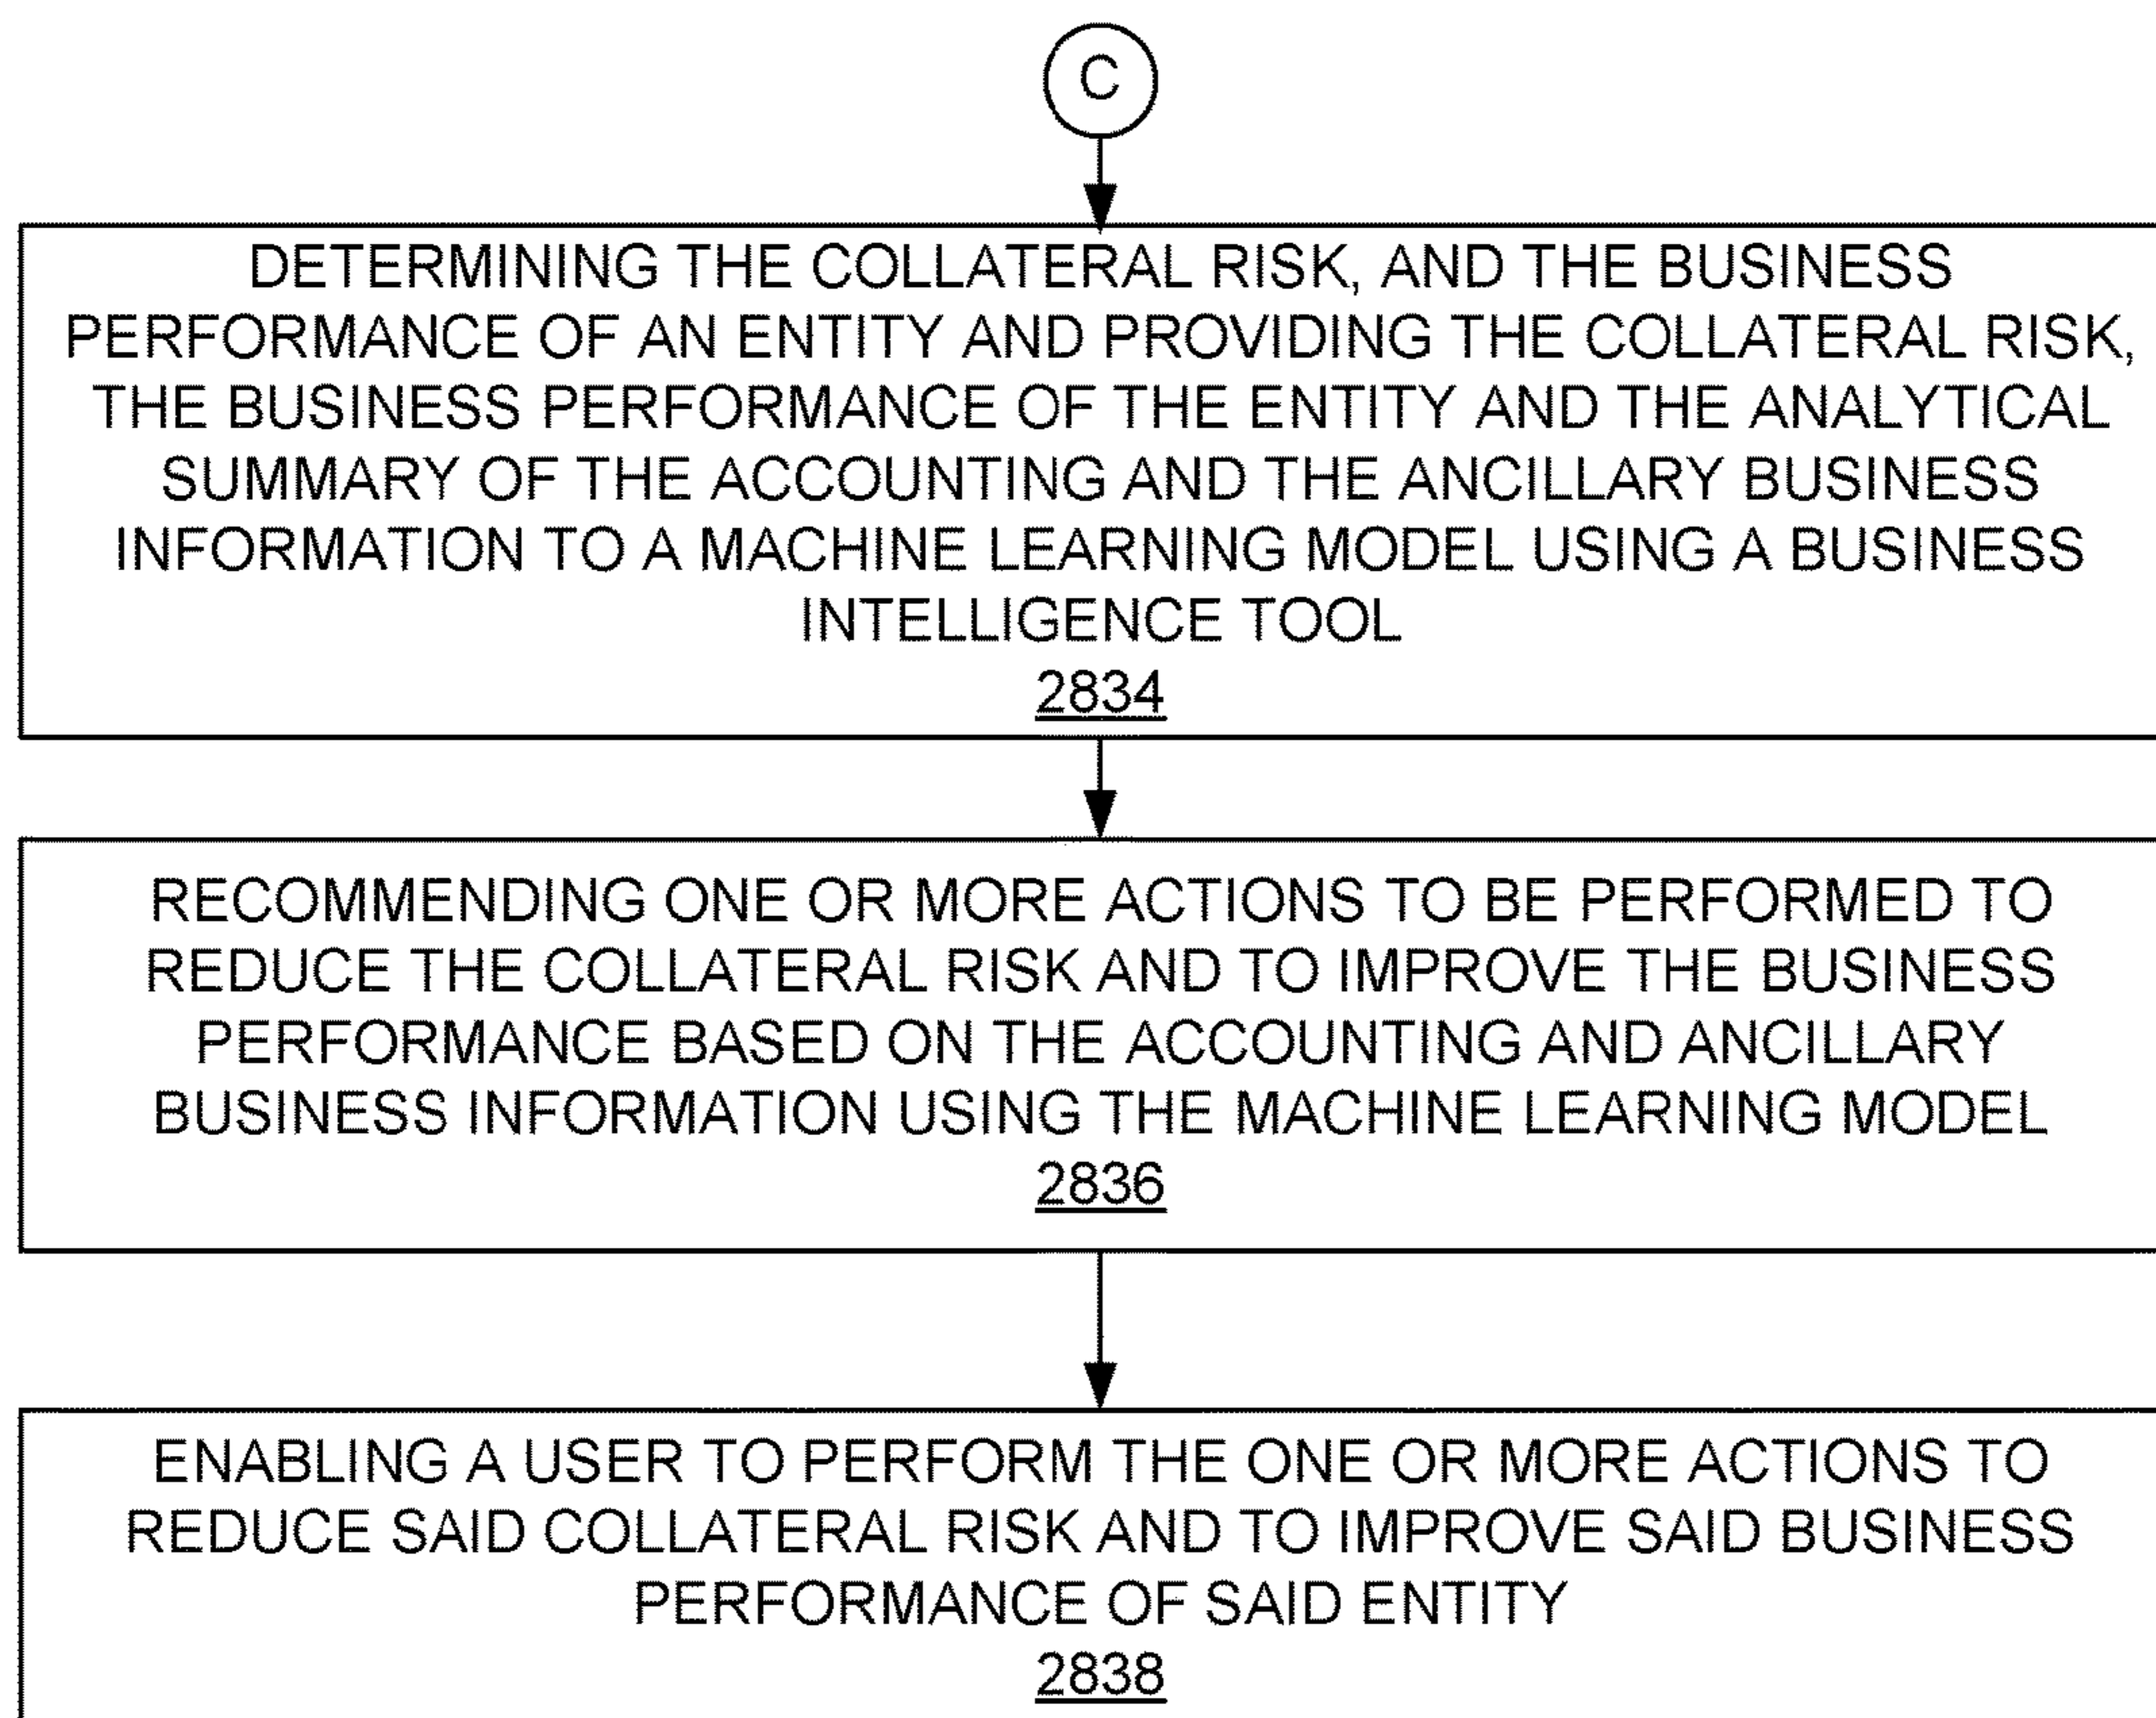 C
DETERMINING THE COLLATERAL RISK, AND THE BUSINESS
PERFORMANCE OF AN ENTITY AND PROVIDING THE COLLATERAL RISK,
THE BUSINESS PERFORMANCE OF THE ENTITY AND THE ANALYTICAL
SUMMARY OF THE ACCOUNTING AND THE ANCILLARY BUSINESS
INFORMATION TO A MACHINE LEARNING MODEL USING A BUSINESS
INTELLIGENCE TOOL
2834
RECOMMENDING ONE OR MORE ACTIONS TO BE PERFORMED TO
REDUCE THE COLLATERAL RISK AND TO IMPROVE THE BUSINESS
PERFORMANCE BASED ON THE ACCOUNTING AND ANCILLARY
BUSINESS INFORMATION USING THE MACHINE LEARNING MODEL
2836
ENABLING A USER TO PERFORM THE ONE OR MORE ACTIONS TO
REDUCE SAID COLLATERAL RISK AND TO IMPROVE SAID BUSINESS
PERFORMANCE OF SAID ENTITY
2838